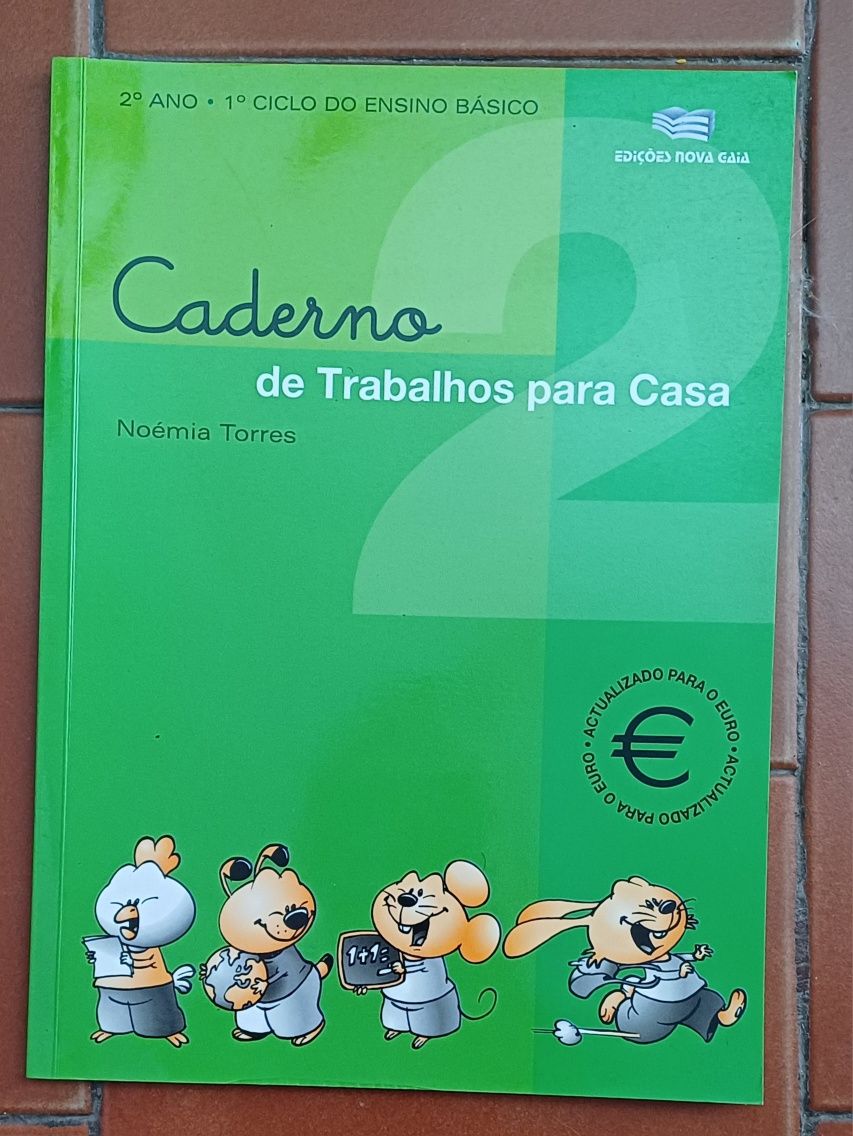 2º ANO • 1º CICLO DO ENSINO BÁSICO
EDIÇÕES NOVA GAIA
Caderno
de Trabalhos para Casa
Noémia Torres
ACTUALIZADO PARA O EURO • ACTUALIZADO PARA O EURO •
€
1+1=